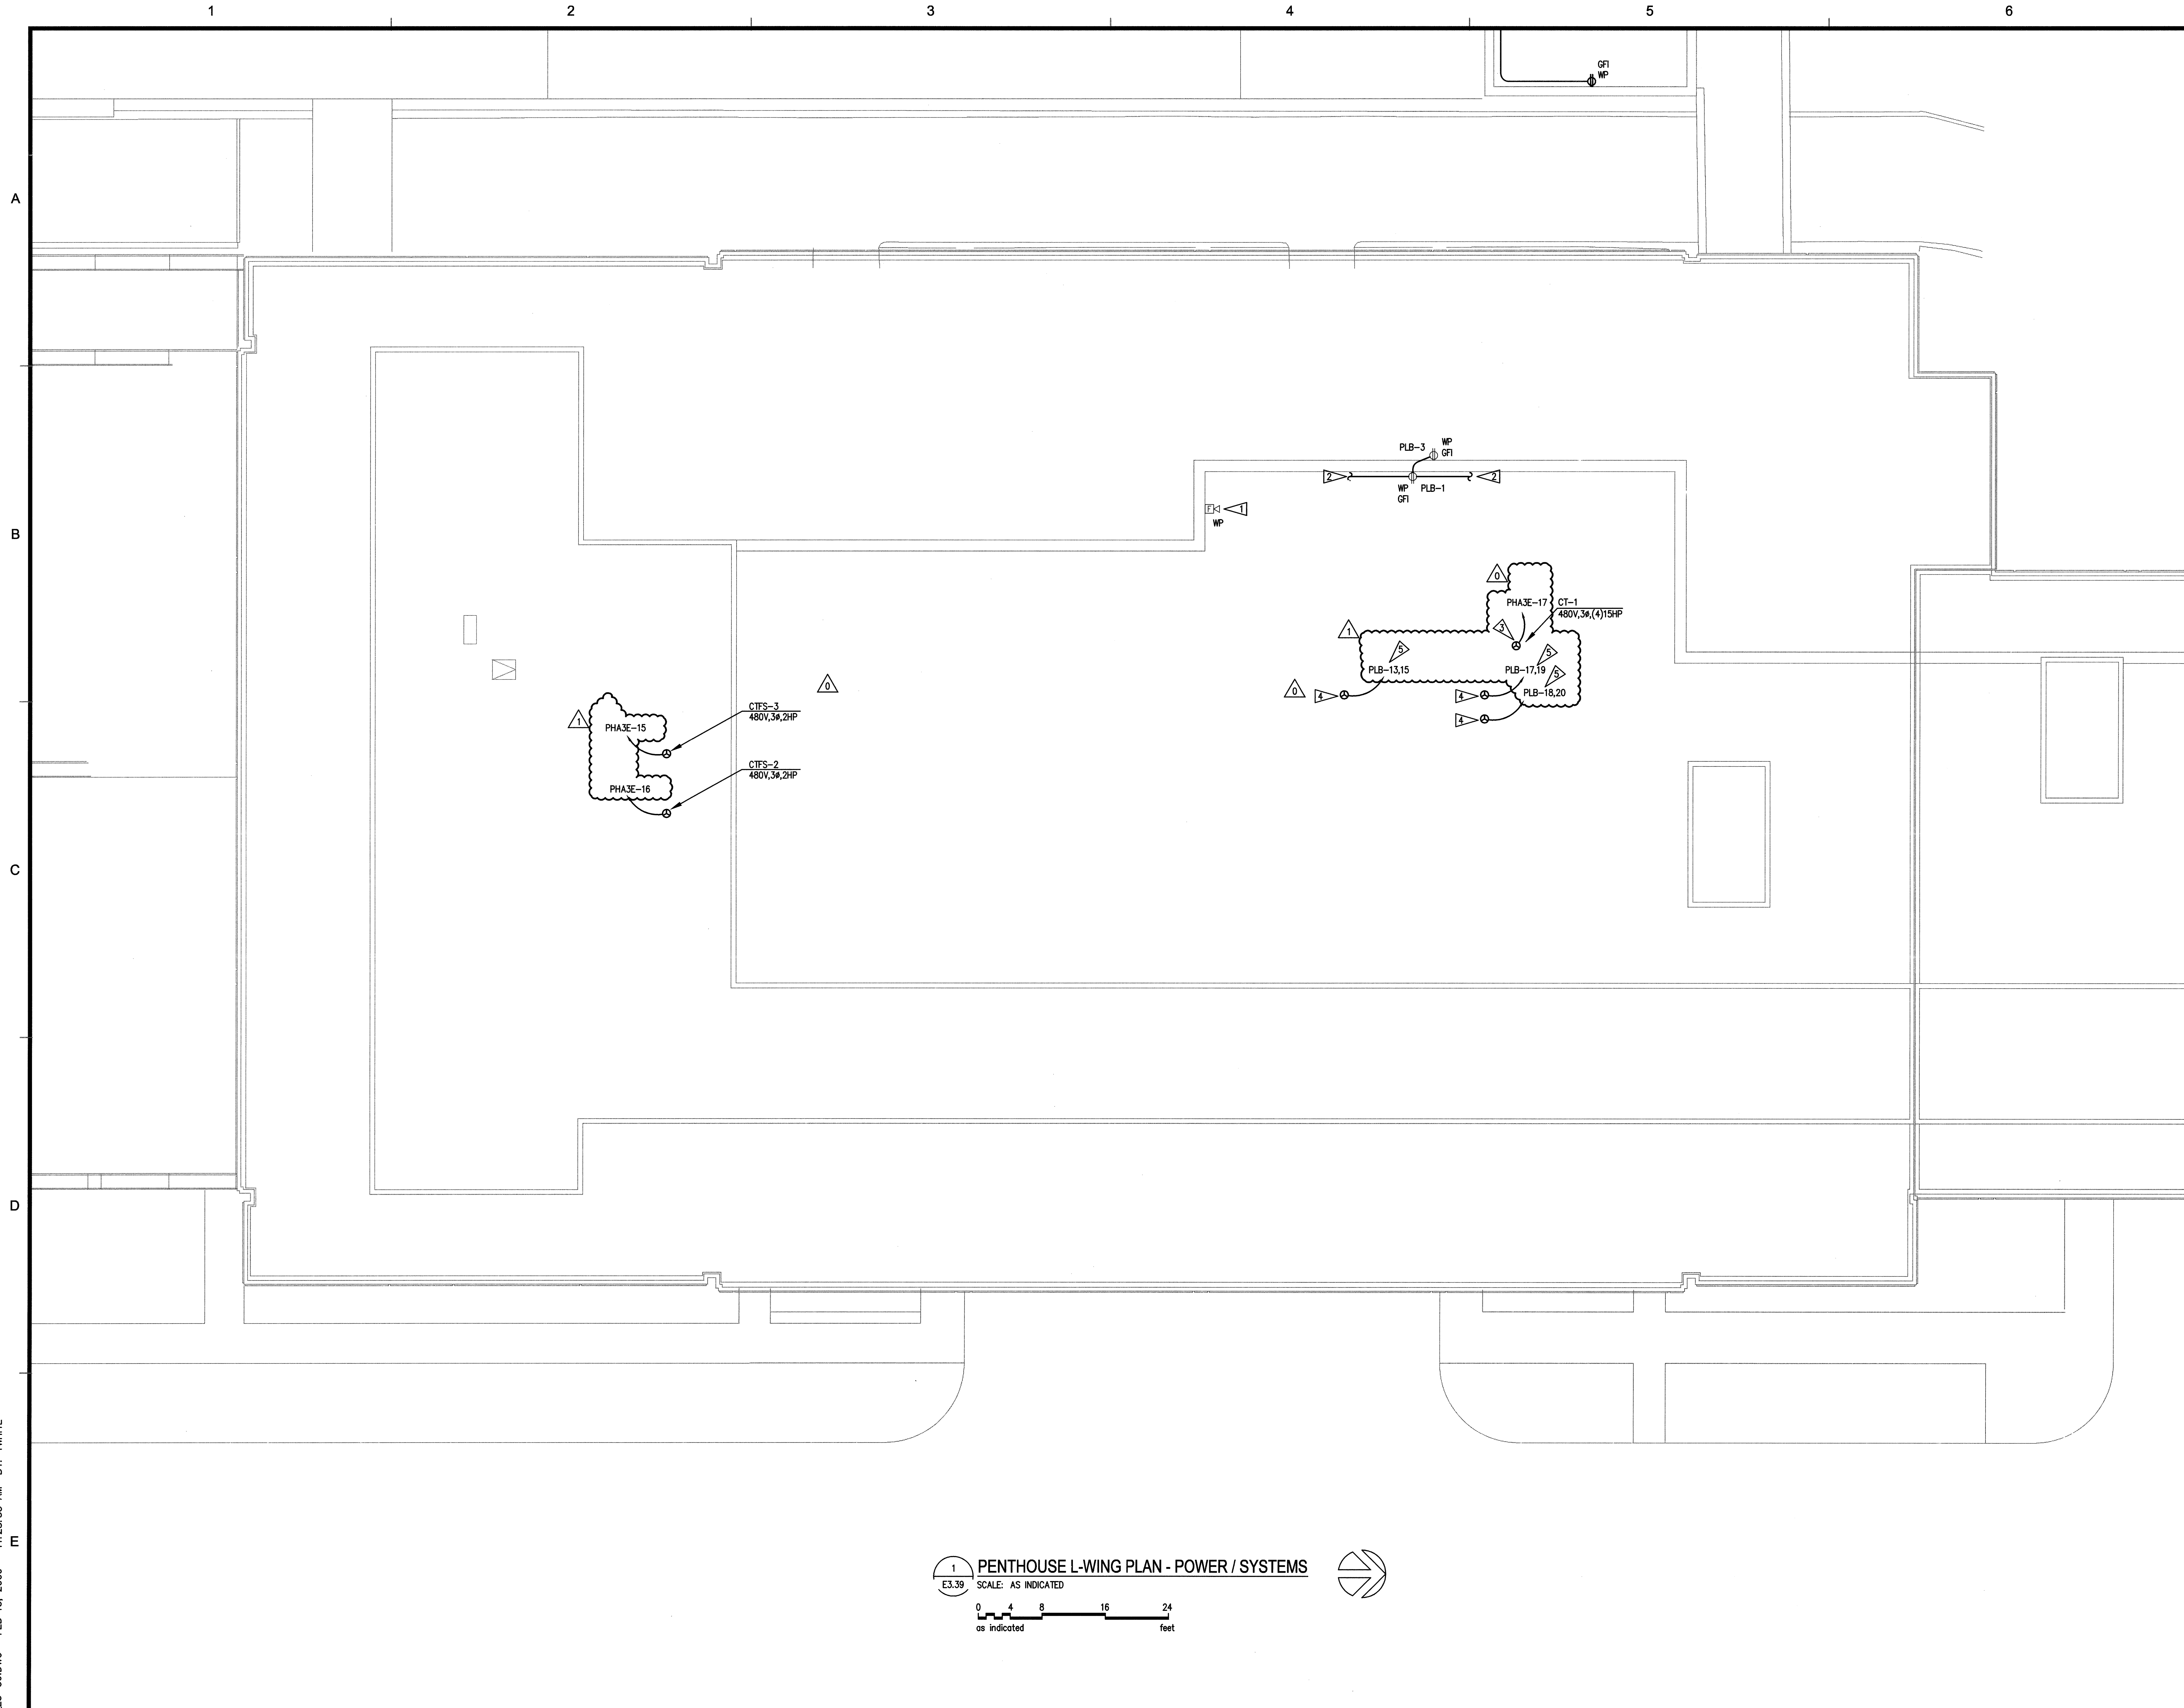 1 2 3 4 5 6
GFI
WP
A
PLB-3 WP
GFI
2 2
WP PLB-1
GFI
F 1
WP
B
0
PHA3E-17 CT-1
480V,3ø,(4)15HP
1 3
5 5
PLB-13,15 PLB-17,19
5
0 0 4 4 PLB-18,20
4
CTFS-3
480V,3ø,2HP
1
PHA3E-15
CTFS-2
480V,3ø,2HP
PHA3E-16
C
D
E
1 PENTHOUSE L-WING PLAN - POWER / SYSTEMS
E3.39 SCALE: AS INDICATED
0 4 8 16 24
as indicated feet